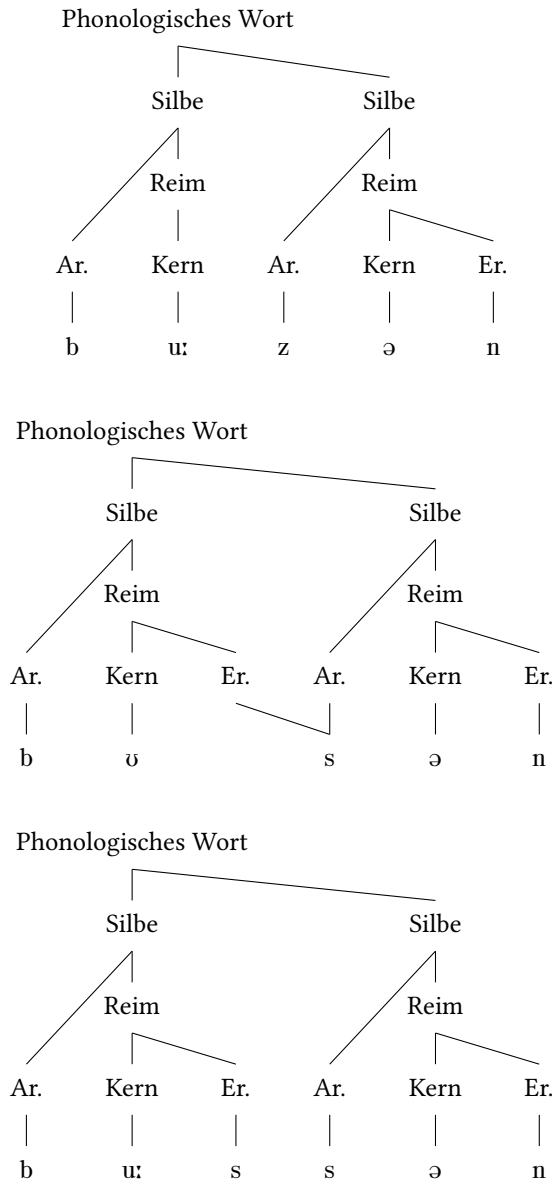 Phonologisches Wort
Silbe Silbe
Reim Reim
Ar. Kern Ar. Kern Er.
b uː z ə n
Phonologisches Wort
Silbe Silbe
Reim Reim
Ar. Kern Er. Ar. Kern Er.
b ʊ s ə n
Phonologisches Wort
Silbe Silbe
Reim Reim
Ar. Kern Er. Ar. Kern Er.
b uː s s ə n